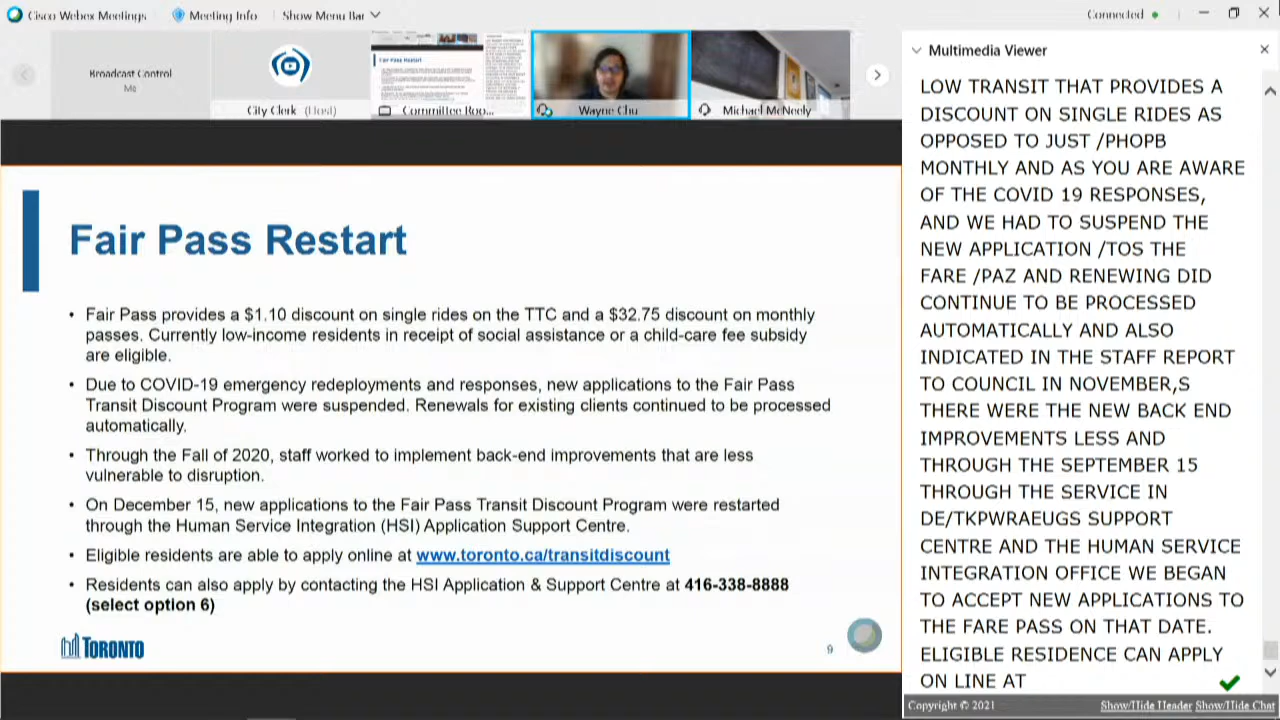 Cisco Webex Meetings
Meeting Info
Show Menu Bar
Connected
Broadcast Control
Me
City Clerk (Host)
Fair Pass Restart
Committee Roo...
Wayne Chu
Michael McNeely
Fair Pass Restart
• Fair Pass provides a $1.10 discount on single rides on the TTC and a $32.75 discount on monthly
passes. Currently low-income residents in receipt of social assistance or a child-care fee subsidy
are eligible.
• Due to COVID-19 emergency redeployments and responses, new applications to the Fair Pass
Transit Discount Program were suspended. Renewals for existing clients continued to be processed
automatically.
• Through the Fall of 2020, staff worked to implement back-end improvements that are less
vulnerable to disruption.
• On December 15, new applications to the Fair Pass Transit Discount Program were restarted
through the Human Service Integration (HSI) Application Support Centre.
• Eligible residents are able to apply online at www.toronto.ca/transitdiscount
• Residents can also apply by contacting the HSI Application & Support Centre at 416-338-8888
(select option 6)
TORONTO
9
Multimedia Viewer
LOW TRANSIT THAT PROVIDES A
DISCOUNT ON SINGLE RIDES AS
OPPOSED TO JUST /PHOPB
MONTHLY AND AS YOU ARE AWARE
OF THE COVID 19 RESPONSES,
AND WE HAD TO SUSPEND THE
NEW APPLICATION /TOS THE
FARE /PAZ AND RENEWING DID
CONTINUE TO BE PROCESSED
AUTOMATICALLY AND ALSO
INDICATED IN THE STAFF REPORT
TO COUNCIL IN NOVEMBER,S
THERE WERE THE NEW BACK END
IMPROVEMENTS LESS AND
THROUGH THE SEPTEMBER 15
THROUGH THE SERVICE IN
DE/TKPWRAEUGS SUPPORT
CENTRE AND THE HUMAN SERVICE
INTEGRATION OFFICE WE BEGAN
TO ACCEPT NEW APPLICATIONS TO
THE FARE PASS ON THAT DATE.
ELIGIBLE RESIDENCE CAN APPLY
ON LINE AT
Copyright © 2021
Show/Hide Header Show/Hide Chat